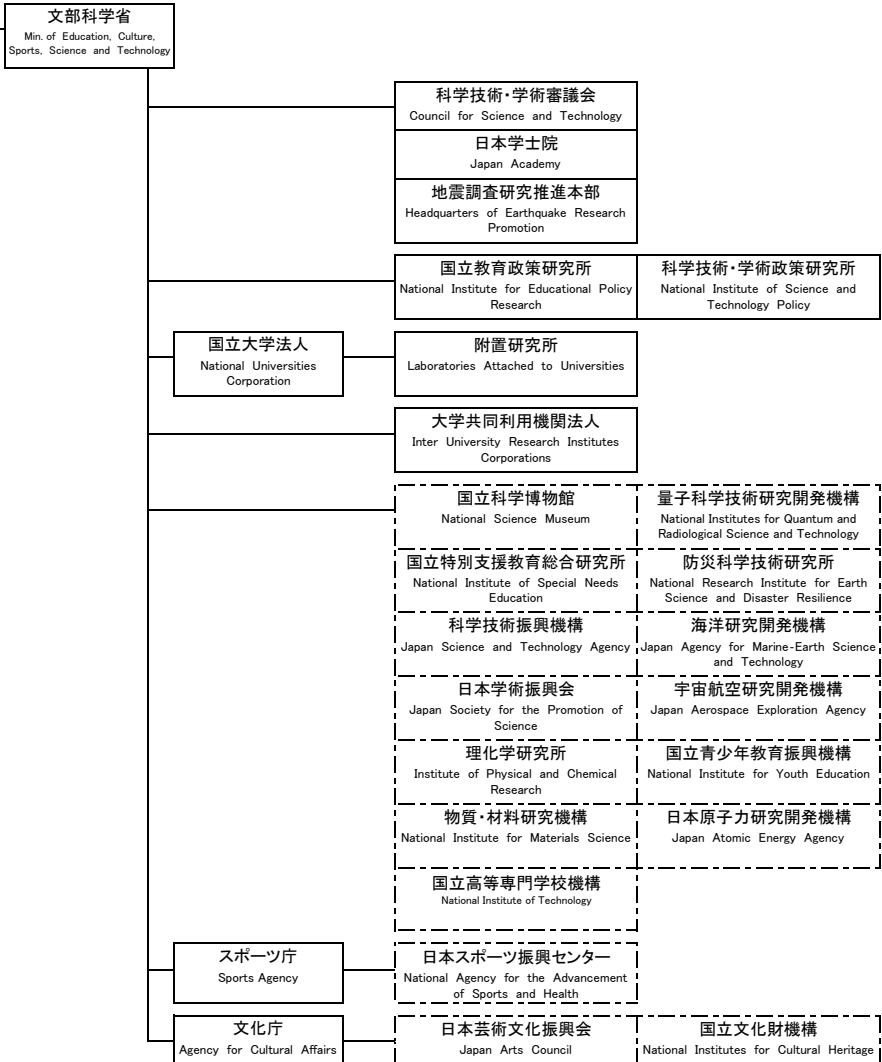 文部科学省
Min. of Education, Culture,
Sports, Science and Technology
科学技術・学術審議会
Council for Science and Technology
日本学士院
Japan Academy
地震調査研究推進本部
Headquarters of Earthquake Research
Promotion
国立教育政策研究所
National Institute for Educational Policy
Research
科学技術・学術政策研究所
National Institute of Science and
Technology Policy
国立大学法人
National Universities
Corporation
附置研究所
Laboratories Attached to Universities
大学共同利用機関法人
Inter University Research Institutes
Corporations
国立科学博物館
National Science Museum
量子科学技術研究開発機構
National Institutes for Quantum and
Radiological Science and Technology
国立特別支援教育総合研究所
National Institute of Special Needs
Education
防災科学技術研究所
National Research Institute for Earth
Science and Disaster Resilience
科学技術振興機構
Japan Science and Technology Agency
海洋研究開発機構
Japan Agency for Marine-Earth Science
and Technology
日本学術振興会
Japan Society for the Promotion of
Science
宇宙航空研究開発機構
Japan Aerospace Exploration Agency
理化学研究所
Institute of Physical and Chemical
Research
国立青少年教育振興機構
National Institute for Youth Education
物質・材料研究機構
National Institute for Materials Science
日本原子力研究開発機構
Japan Atomic Energy Agency
国立高等専門学校機構
National Institute of Technology
スポーツ庁
Sports Agency
日本スポーツ振興センター
National Agency for the Advancement
of Sports and Health
文化庁
Agency for Cultural Affairs
日本芸術文化振興会
Japan Arts Council
国立文化財機構
National Institutes for Cultural Heritage